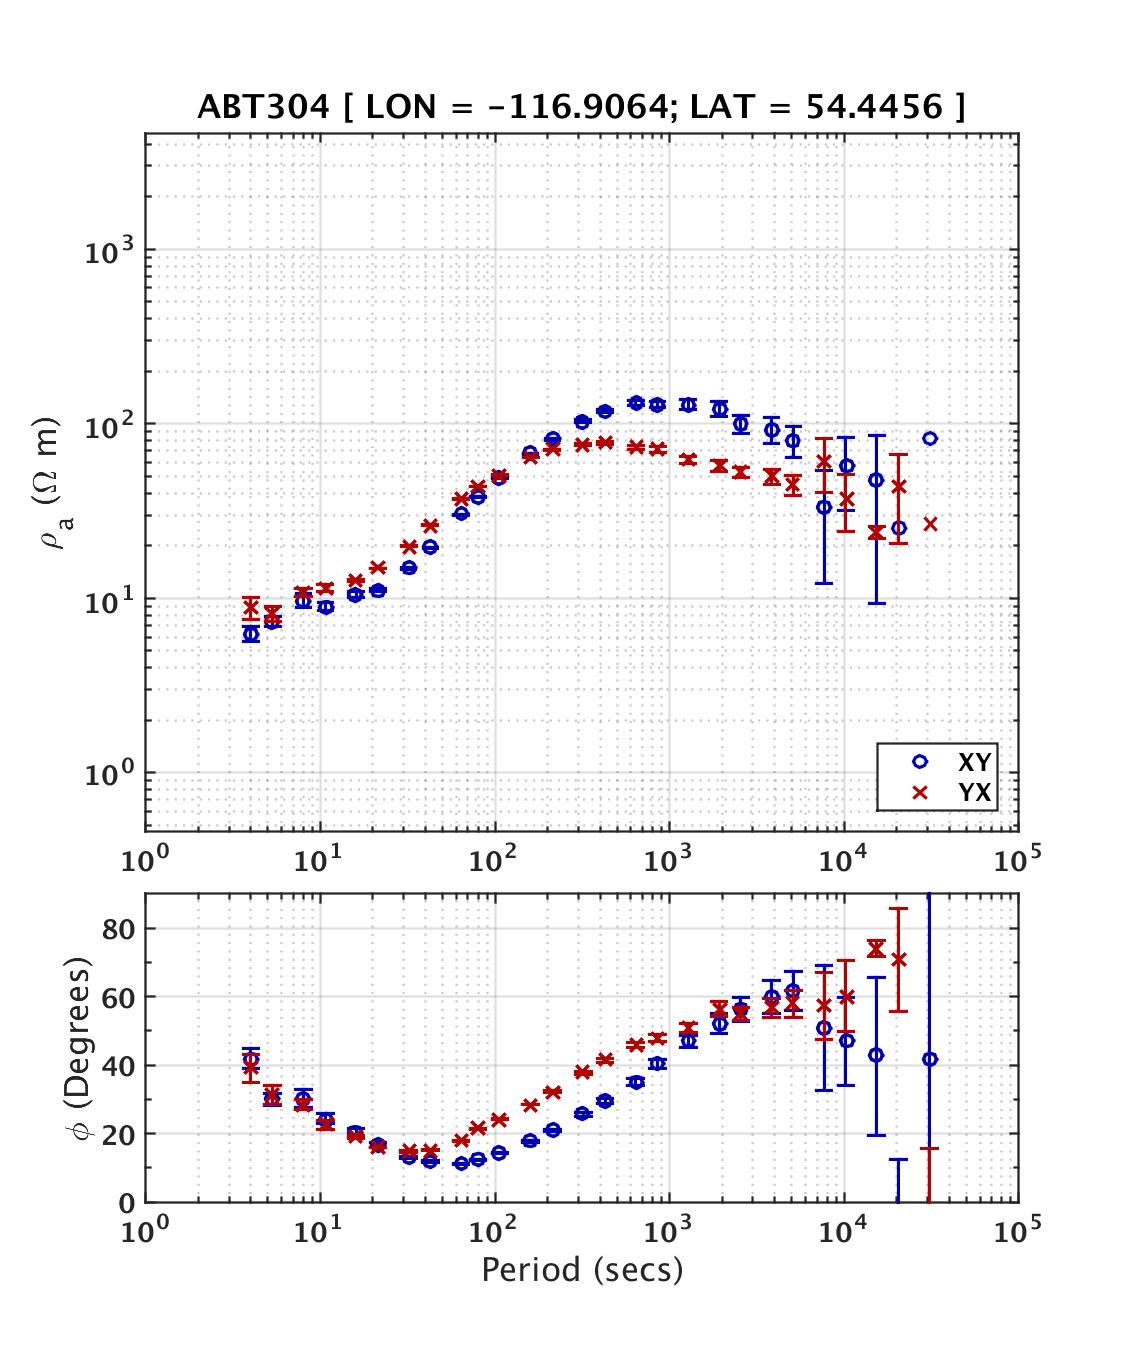 ABT304 [ LON = -116.9064; LAT = 54.4456 ]
ρa (Ω m)
10³
10²
10¹
10⁰
XY
YX
10⁰ 10¹ 10² 10³ 10⁴ 10⁵
ϕ (Degrees)
80
60
40
20
0
10⁰ 10¹ 10² 10³ 10⁴ 10⁵
Period (secs)